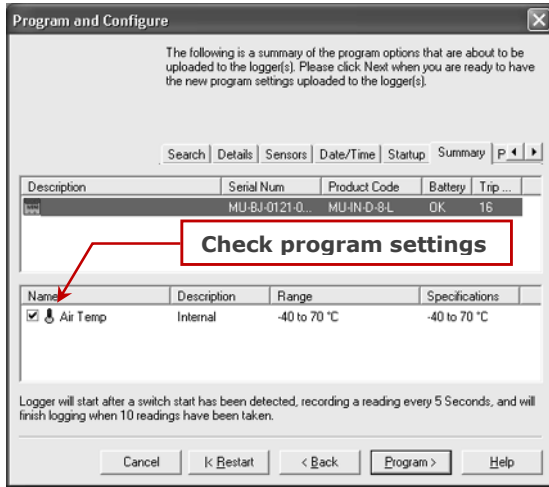 Program and Configure
The following is a summary of the program options that are about to be
uploaded to the logger(s). Please click Next when you are ready to have
the new program settings uploaded to the logger(s).
Search Details Sensors Date/Time Startup Summary P
Description Serial Num Product Code Battery Trip ...
MU-BJ-0121-0... MU-IN-D-8-L OK 16
Check program settings
Name Description Range Specifications
Air Temp Internal -40 to 70 °C -40 to 70 °C
Logger will start after a switch start has been detected, recording a reading every 5 Seconds, and will
finish logging when 10 readings have been taken.
Cancel |< Restart < Back Program > Help